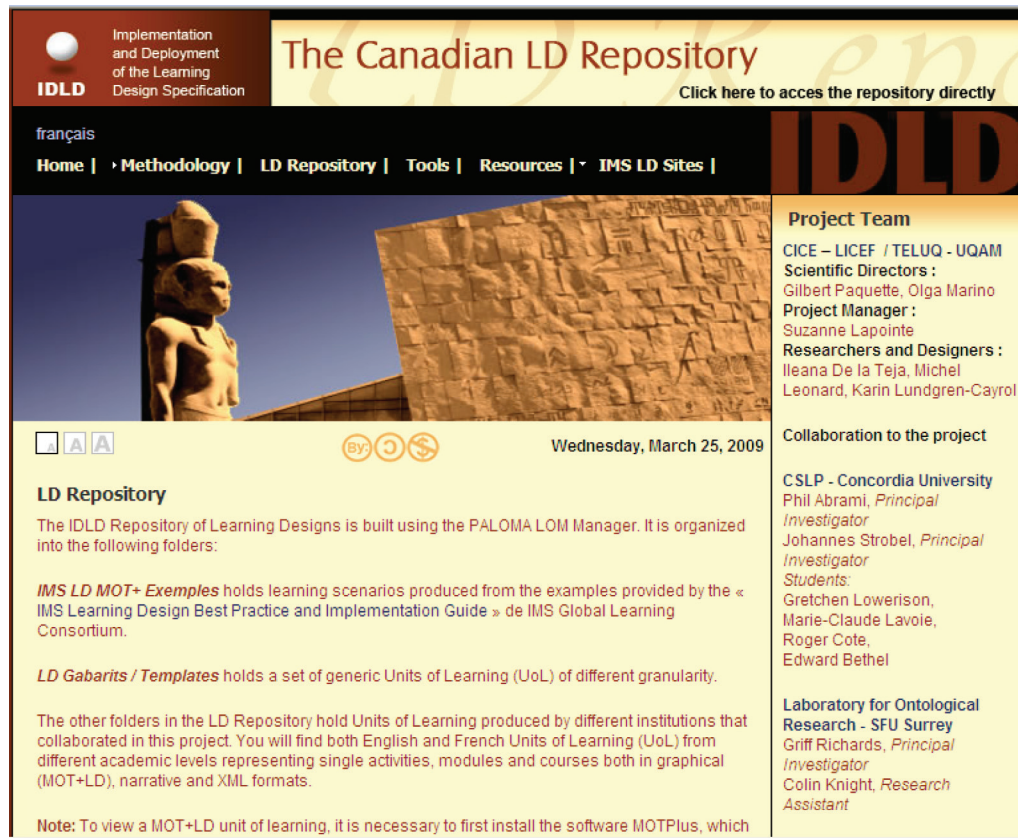 Implementation
and Deployment
of the Learning
Design Specification
IDLD
The Canadian LD Repository
Click here to acces the repository directly
français
Home | Methodology | LD Repository | Tools | Resources | IMS LD Sites |
IDLD
Wednesday, March 25, 2009
A A A
By:
LD Repository
The IDLD Repository of Learning Designs is built using the PALOMA LOM Manager. It is organized
into the following folders:
IMS LD MOT+ Exemples holds learning scenarios produced from the examples provided by the «
IMS Learning Design Best Practice and Implementation Guide » de IMS Global Learning
Consortium.
LD Gabarits / Templates holds a set of generic Units of Learning (UoL) of different granularity.
The other folders in the LD Repository hold Units of Learning produced by different institutions that
collaborated in this project. You will find both English and French Units of Learning (UoL) from
different academic levels representing single activities, modules and courses both in graphical
(MOT+LD), narrative and XML formats.
Note: To view a MOT+LD unit of learning, it is necessary to first install the software MOTPlus, which
Project Team
CICE – LICEF / TELUQ - UQAM
Scientific Directors :
Gilbert Paquette, Olga Marino
Project Manager :
Suzanne Lapointe
Researchers and Designers :
Ileana De la Teja, Michel
Leonard, Karin Lundgren-Cayrol
Collaboration to the project
CSLP - Concordia University
Phil Abrami, Principal
Investigator
Johannes Strobel, Principal
Investigator
Students:
Gretchen Lowerison,
Marie-Claude Lavoie,
Roger Cote,
Edward Bethel
Laboratory for Ontological
Research - SFU Surrey
Griff Richards, Principal
Investigator
Colin Knight, Research
Assistant